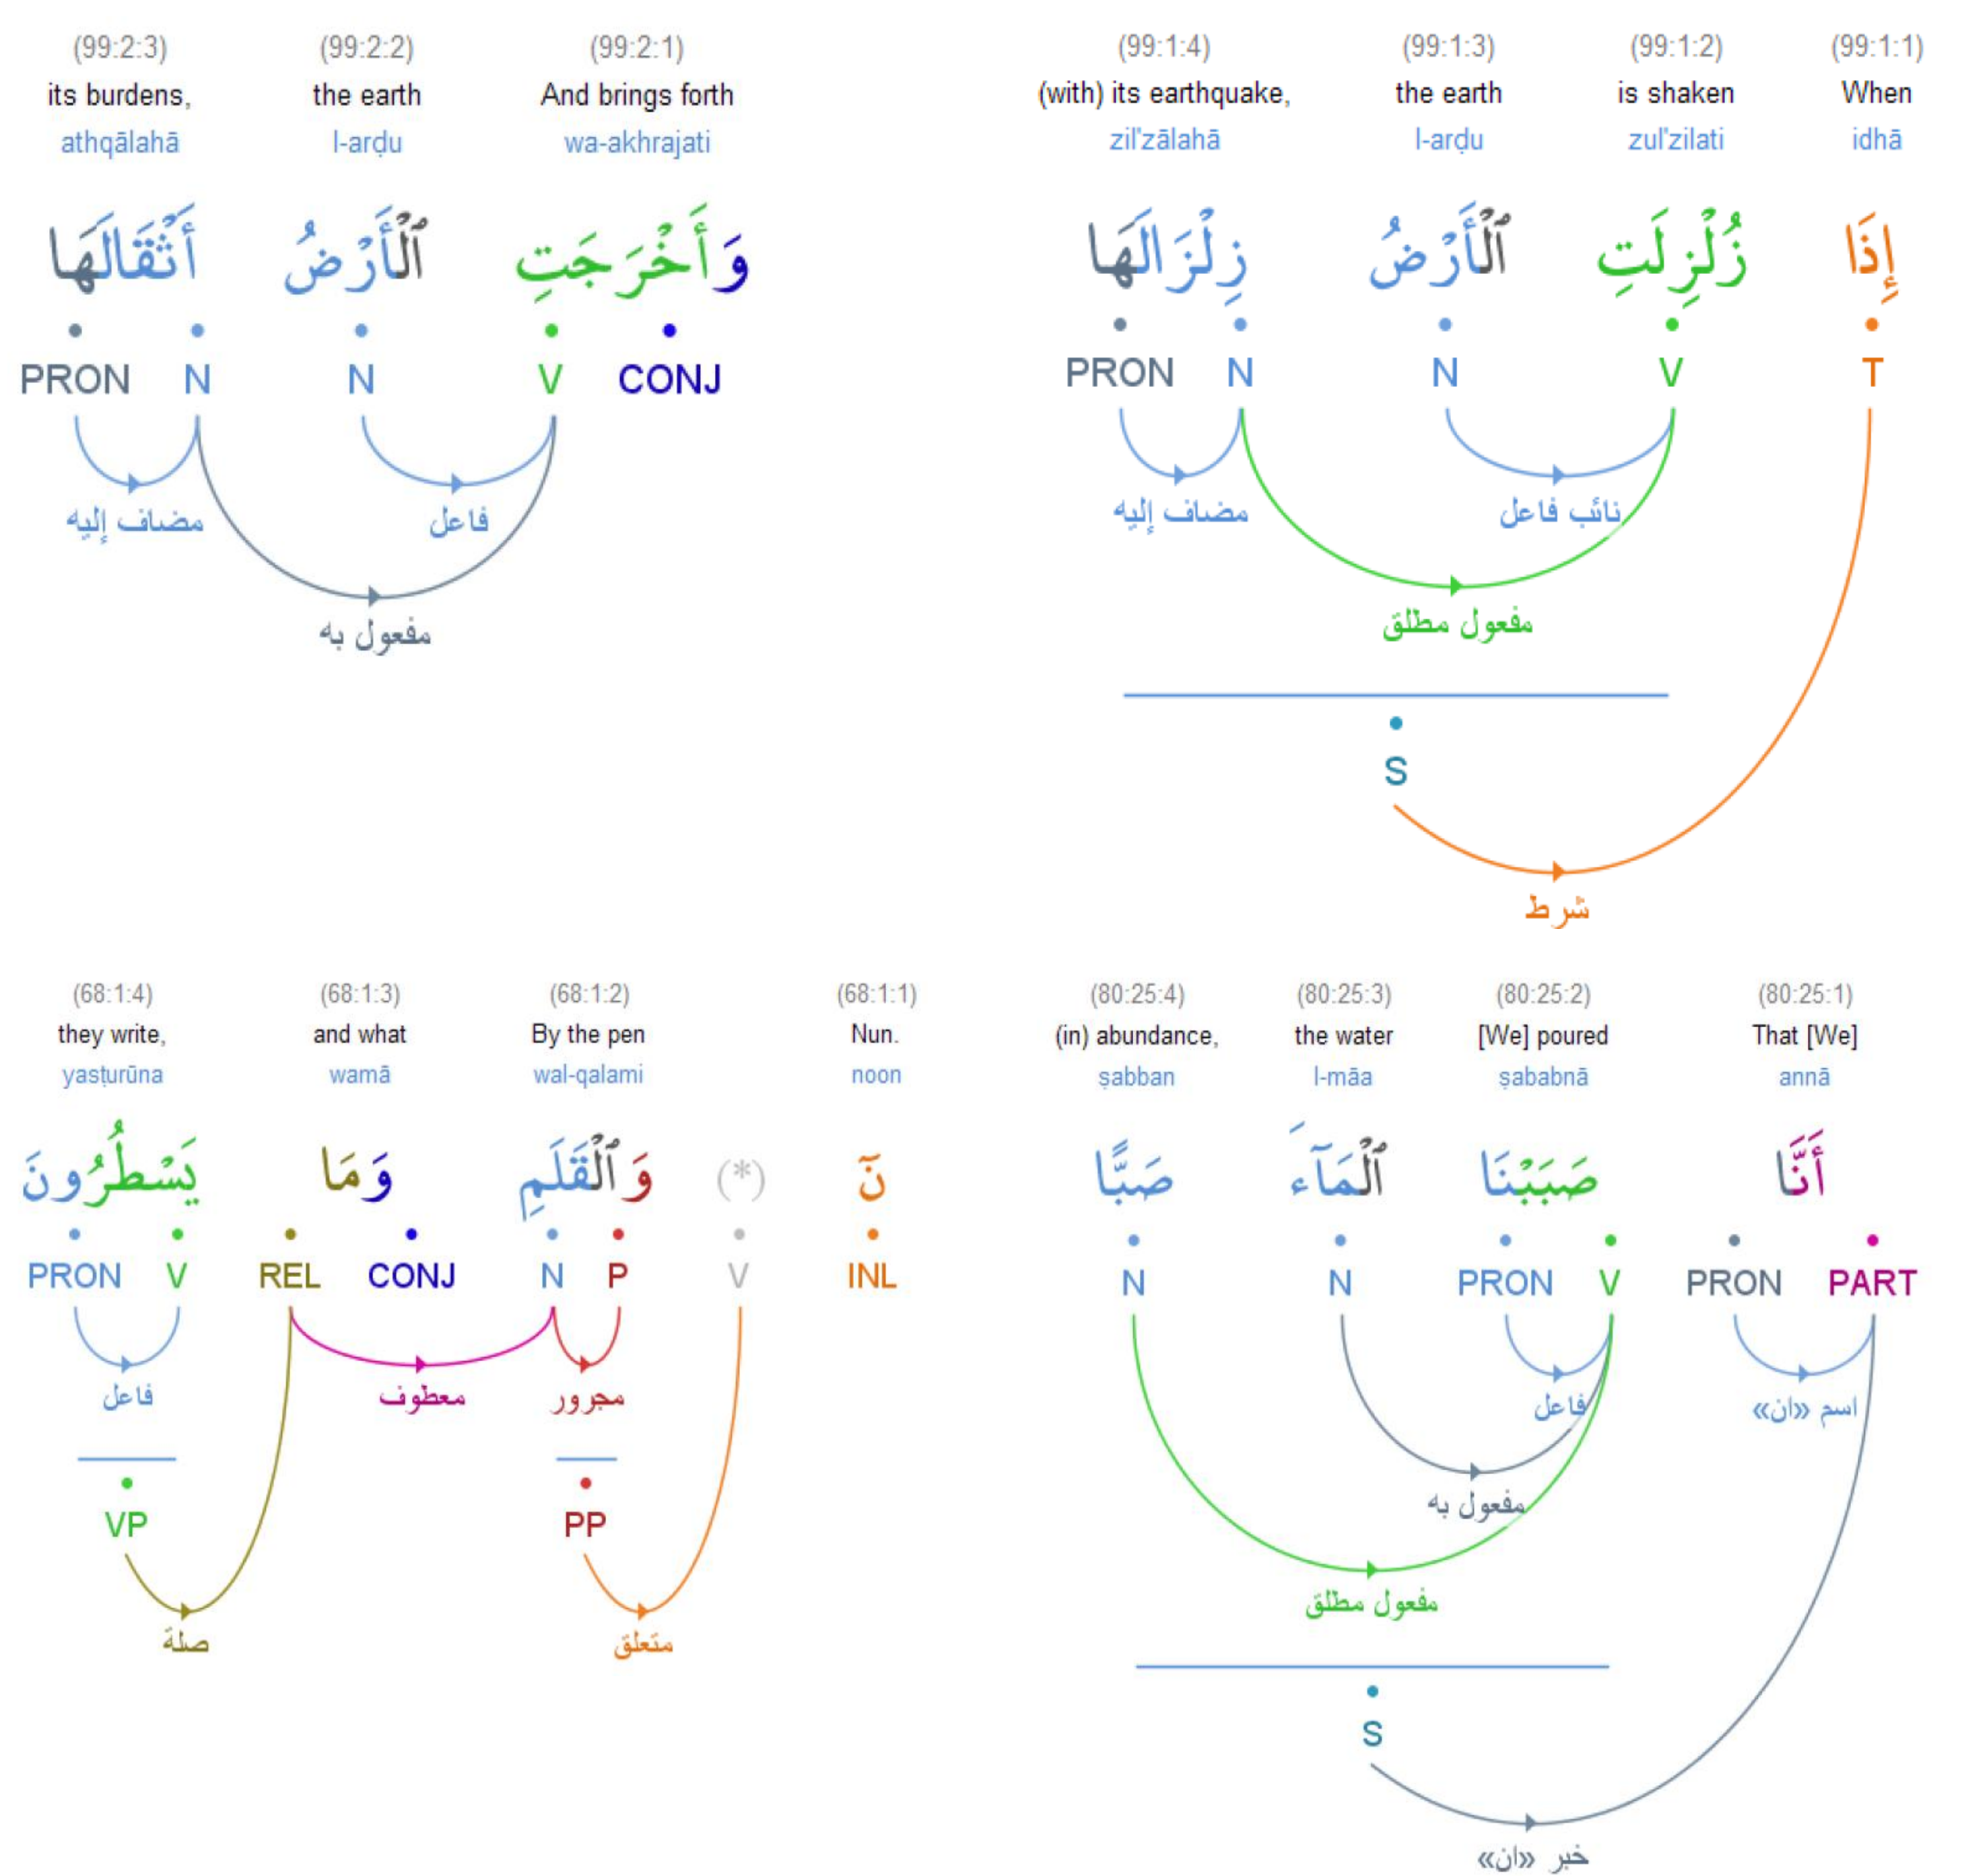 (99:2:3) (99:2:2) (99:2:1)
its burdens, the earth And brings forth
athqālahā l-arḍu wa-akhrajati
وَأَخْرَجَتِ ٱلْأَرْضُ أَثْقَالَهَا
PRON N N V CONJ
مضاف إليه فاعل
مفعول به
(99:1:4) (99:1:3) (99:1:2) (99:1:1)
(with) its earthquake, the earth is shaken When
zil'zālahā l-arḍu zul'zilati idhā
إِذَا زُلْزِلَتِ ٱلْأَرْضُ زِلْزَالَهَا
PRON N N V T
مضاف إليه نائب فاعل
مفعول مطلق
S
شرط
(68:1:4) (68:1:3) (68:1:2) (68:1:1)
they write, and what By the pen Nun.
yasṭurūna wamā wal-qalami noon
نٓ (*) وَٱلْقَلَمِ وَمَا يَسْطُرُونَ
PRON V REL CONJ N P V INL
فاعل معطوف مجرور
VP PP
صلة متعلق
(80:25:4) (80:25:3) (80:25:2) (80:25:1)
(in) abundance, the water [We] poured That [We]
ṣabban l-māa ṣababnā annā
أَنَّا صَبَبْنَا ٱلْمَآءَ صَبًّا
N N PRON V PRON PART
فاعل اسم «ان»
مفعول به
مفعول مطلق
S
خبر «ان»